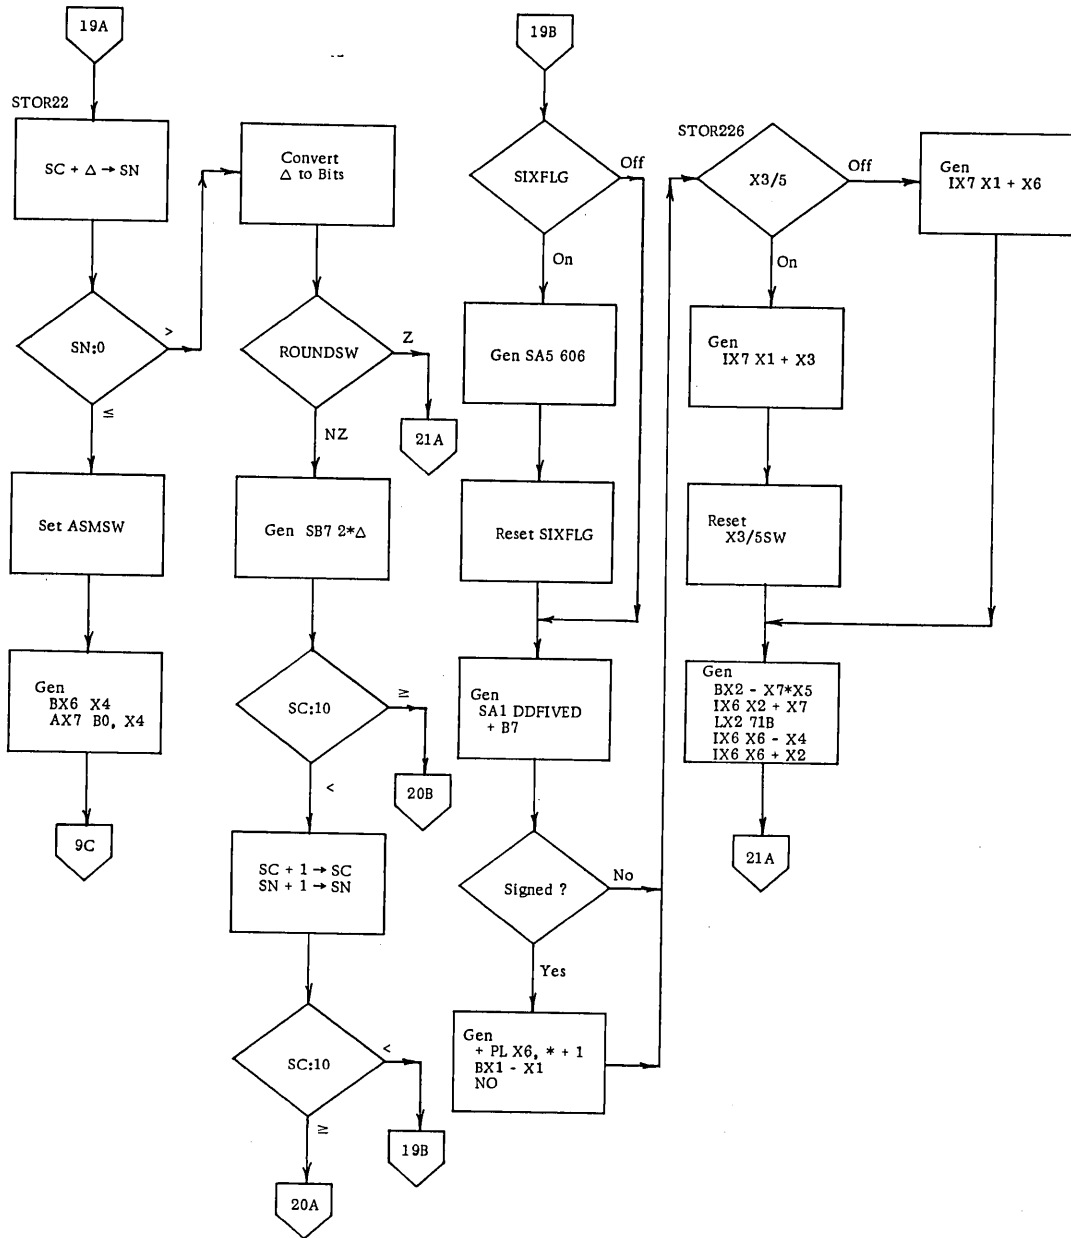 19A
STOR22
SC + Δ → SN
SN:0
>
≤
Set ASMSW
Gen
BX6 X4
AX7 B0, X4
9C
Convert
Δ to Bits
ROUNDSW
Z
21A
NZ
Gen SB7 2*Δ
SC:10
≥
20B
<
SC + 1 → SC
SN + 1 → SN
SC:10
<
19B
≥
20A
19B
SIXFLG
Off
On
Gen SA5 606
Reset SIXFLG
Gen
SA1 DDFIVED
+ B7
Signed ?
No
Yes
Gen
+ PL X6, * + 1
BX1 - X1
NO
STOR226
X3/5
Off
On
Gen
IX7 X1 + X6
Gen
IX7 X1 + X3
Reset
X3/5SW
Gen
BX2 - X7*X5
IX6 X2 + X7
LX2 71B
IX6 X6 - X4
IX6 X6 + X2
21A